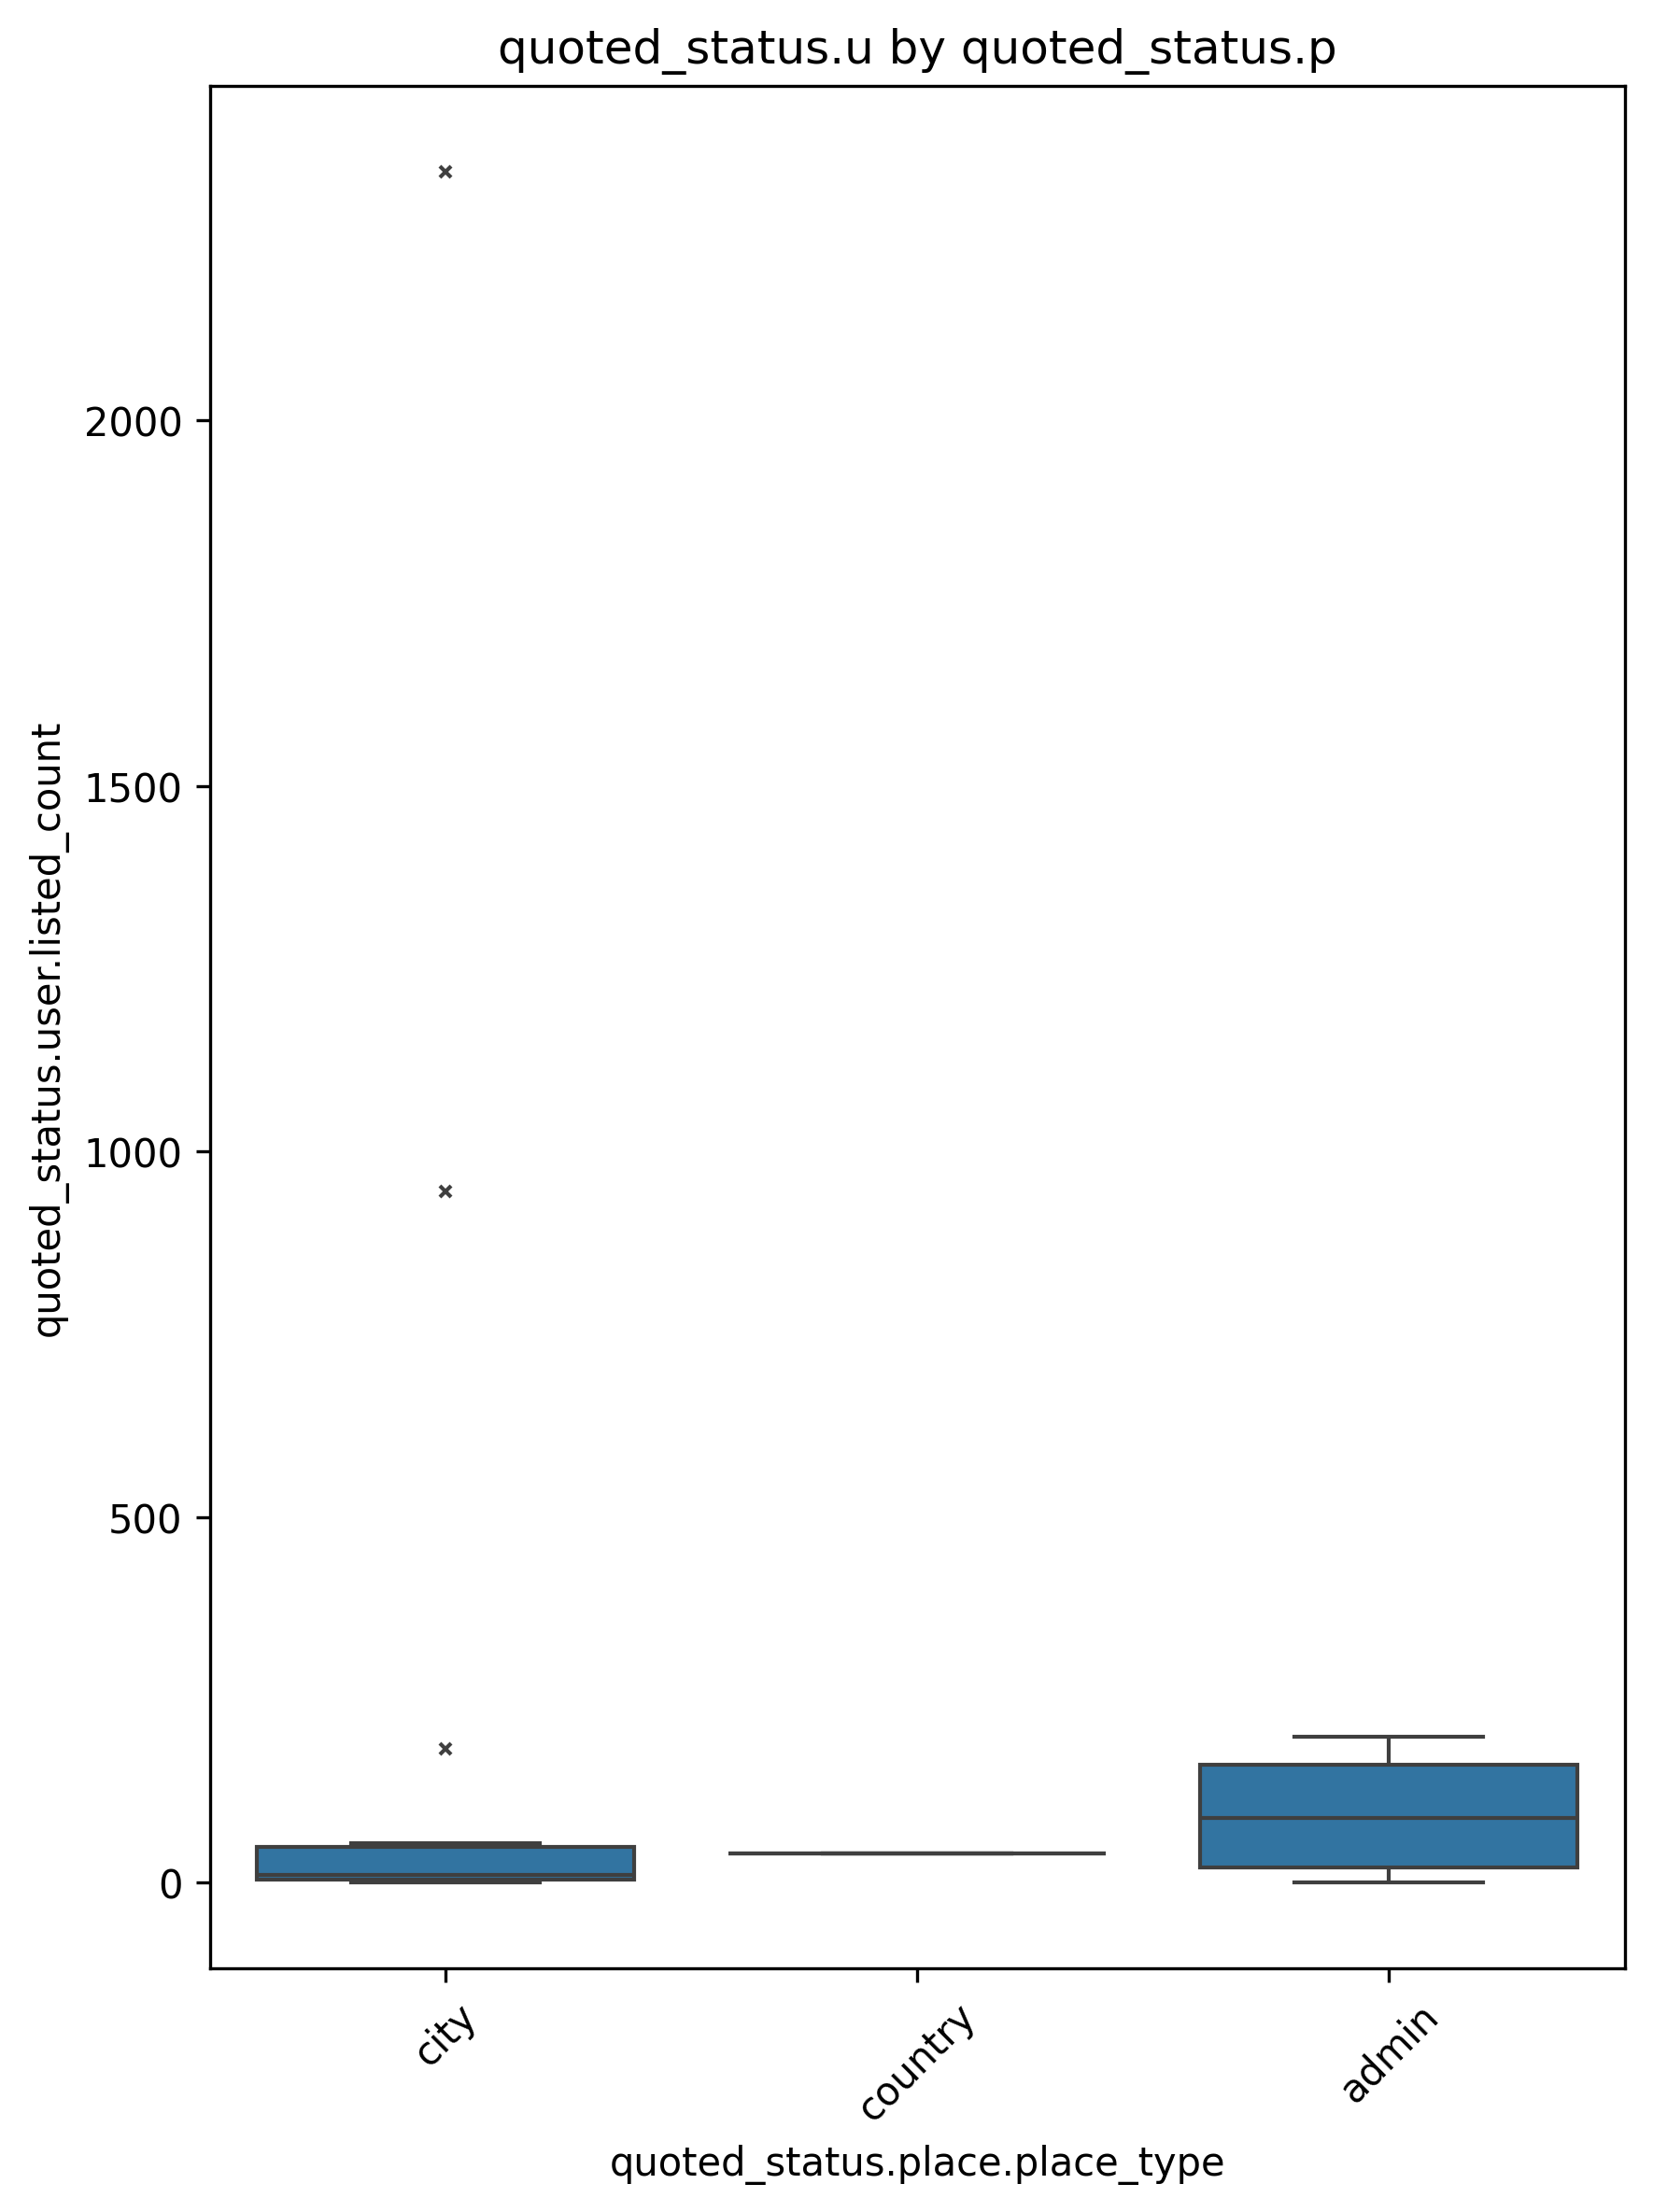 quoted_status.u by quoted_status.p
quoted_status.user.listed_count
2000
1500
1000
500
0
city
country
admin
quoted_status.place.place_type